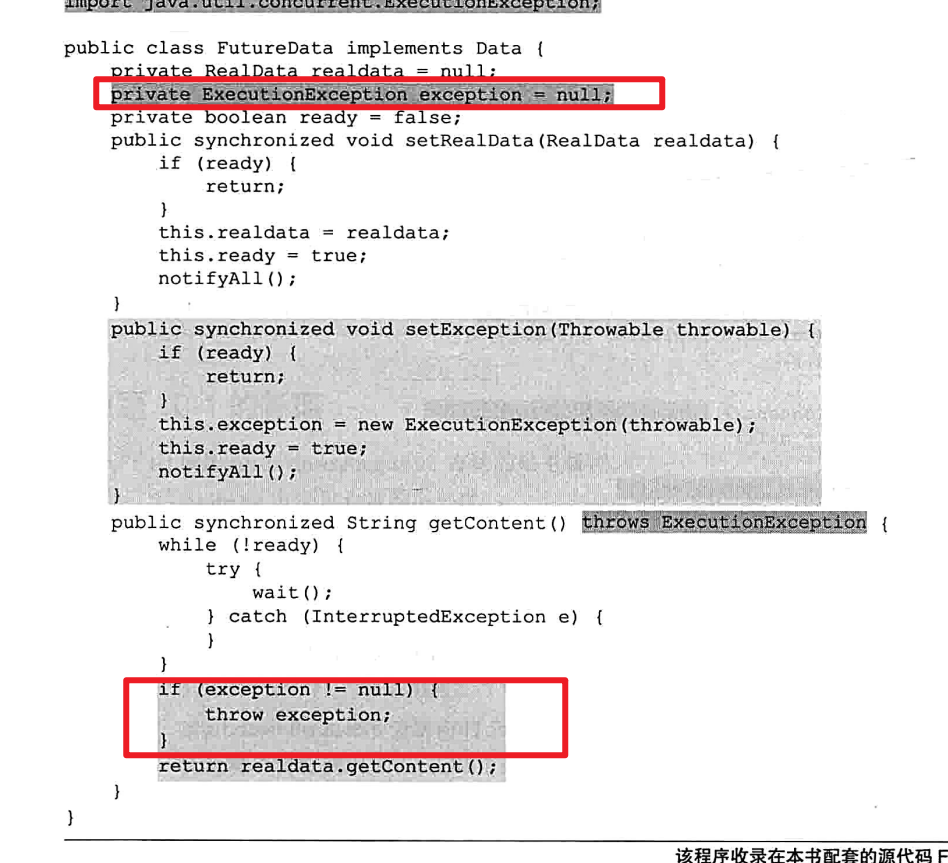 import java.util.concurrent.ExecutionException;
public class FutureData implements Data {
private RealData realdata = null;
private ExecutionException exception = null;
private boolean ready = false;
public synchronized void setRealData(RealData realdata) {
if (ready) {
return;
}
this.realdata = realdata;
this.ready = true;
notifyAll();
}
public synchronized void setException(Throwable throwable) {
if (ready) {
return;
}
this.exception = new ExecutionException(throwable);
this.ready = true;
notifyAll();
}
public synchronized String getContent() throws ExecutionException {
while (!ready) {
try {
wait();
} catch (InterruptedException e) {
}
}
if (exception != null) {
throw exception;
}
return realdata.getContent();
}
}
该程序收录在本书配套的源代码